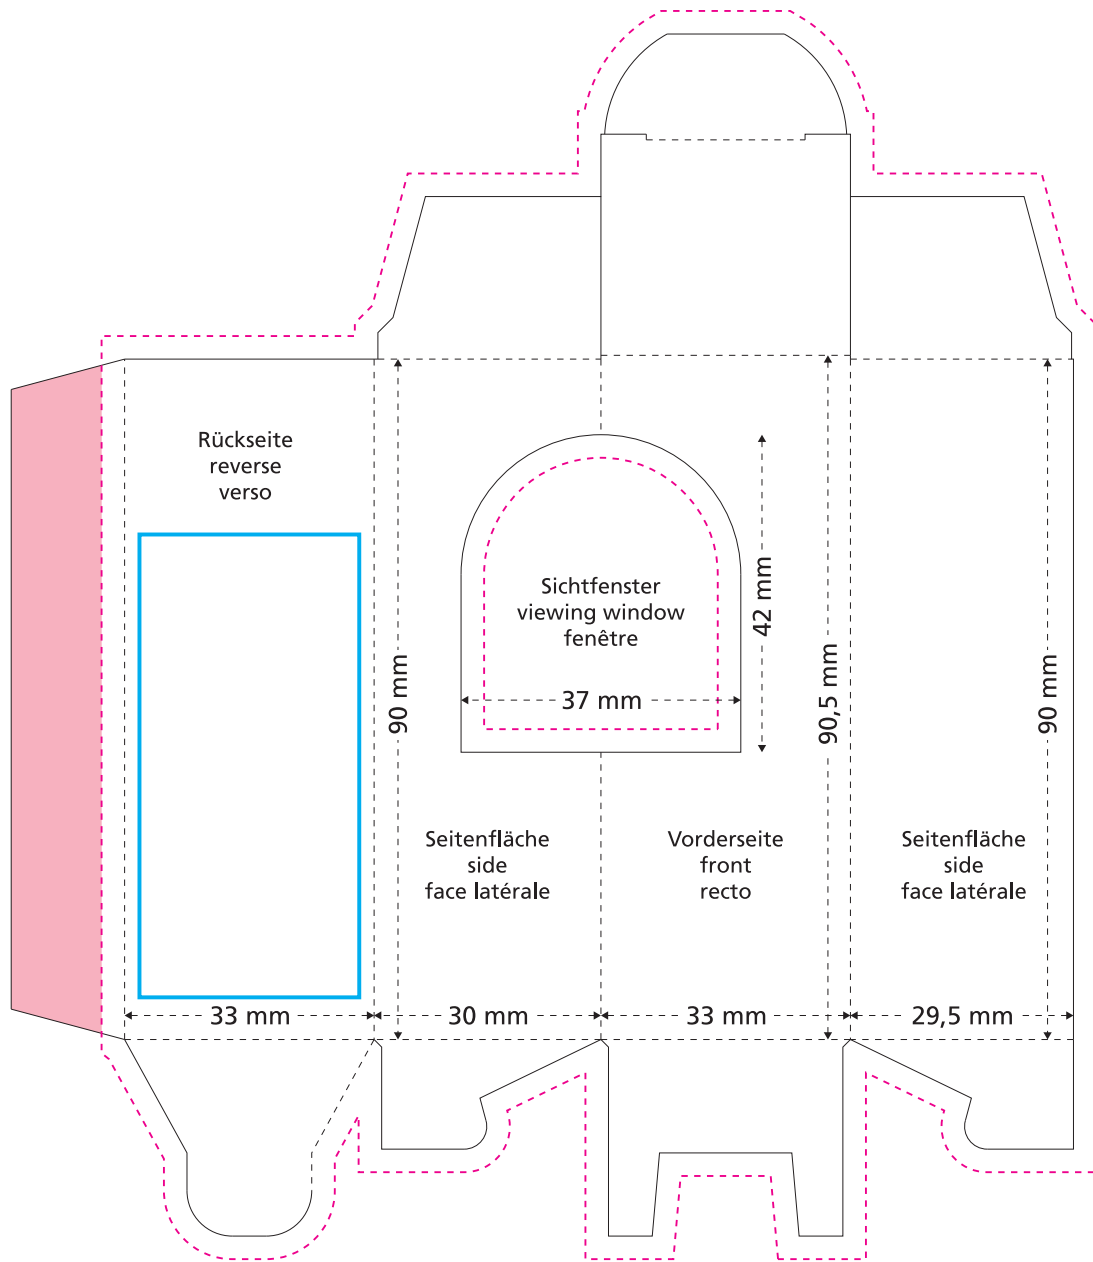 Rückseite
reverse
verso
Sichtfenster
viewing window
fenêtre
42 mm
37 mm
90 mm
90,5 mm
90 mm
Seitenfläche
side
face latérale
Vorderseite
front
recto
Seitenfläche
side
face latérale
33 mm
30 mm
33 mm
29,5 mm